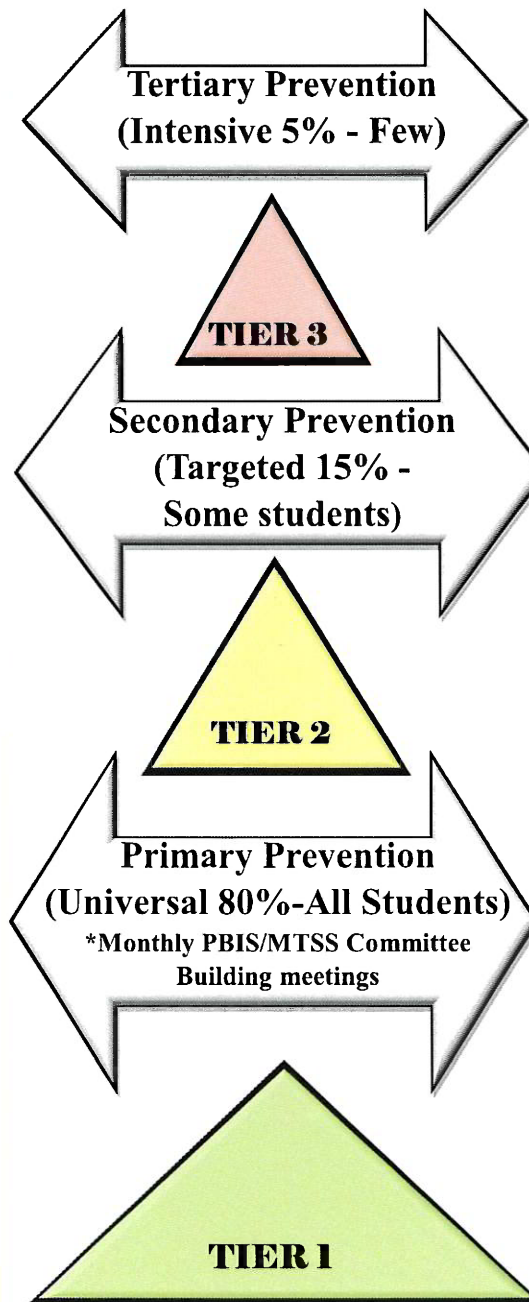 Tertiary Prevention
(Intensive 5% - Few)
TIER 3
Secondary Prevention
(Targeted 15% -
Some students)
TIER 2
Primary Prevention
(Universal 80%-All Students)
*Monthly PBIS/MTSS Committee
Building meetings
TIER 1